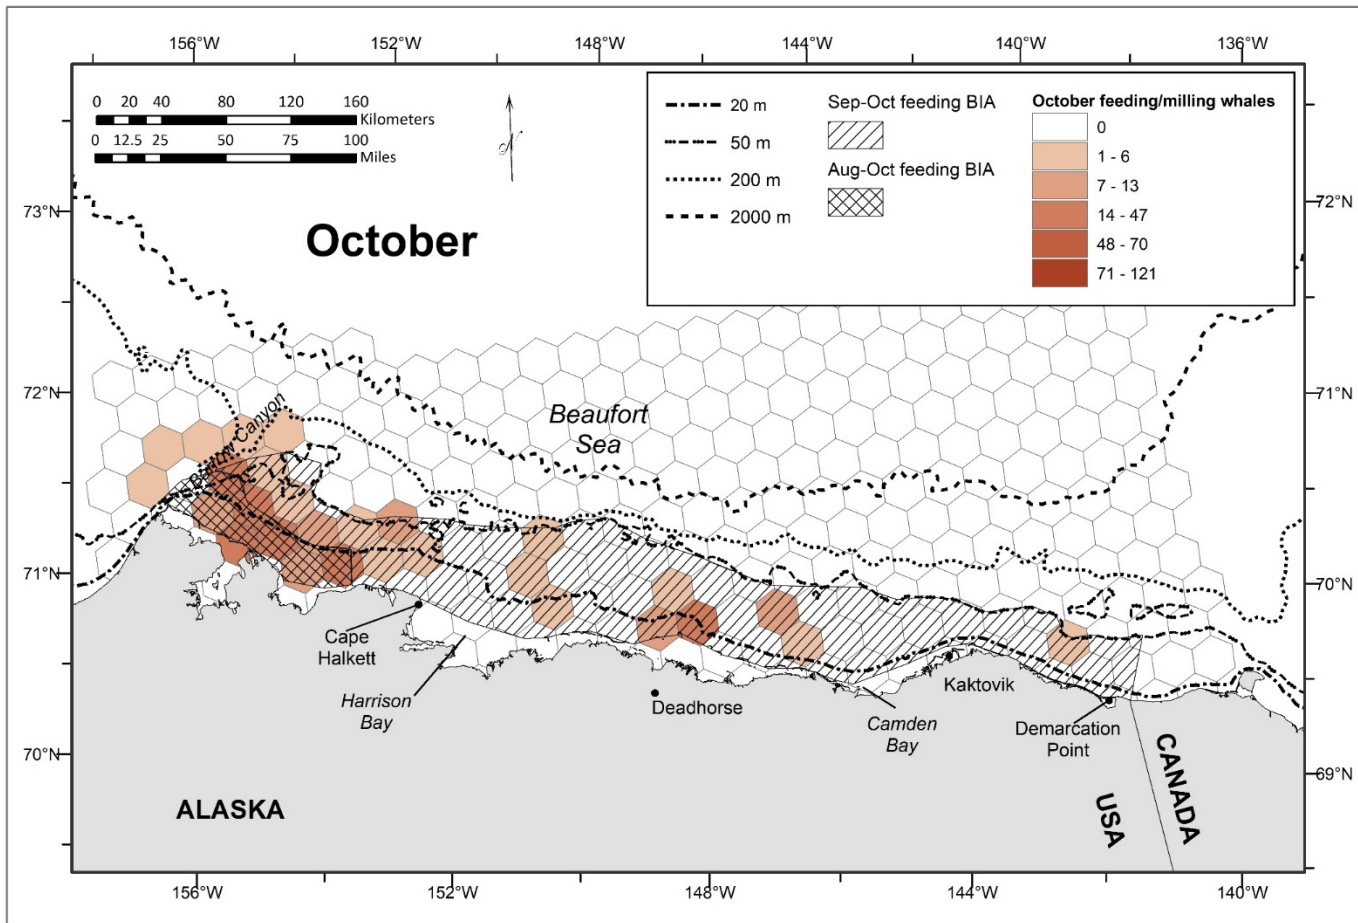 156°W 152°W 148°W 144°W 140°W 136°W
0 20 40 80 120 160
Kilometers
0 12.5 25 50 75 100
Miles
N
20 m
50 m
200 m
2000 m
Sep-Oct feeding BIA
Aug-Oct feeding BIA
October feeding/milling whales
0
1 - 6
7 - 13
14 - 47
48 - 70
71 - 121
73°N
72°N
October
72°N
71°N
Beaufort
Sea
Barrow Canyon
71°N
70°N
Cape
Halkett
Harrison
Bay
Deadhorse
Camden
Bay
Kaktovik
Demarcation
Point
70°N
69°N
ALASKA
USA
CANADA
156°W 152°W 148°W 144°W 140°W